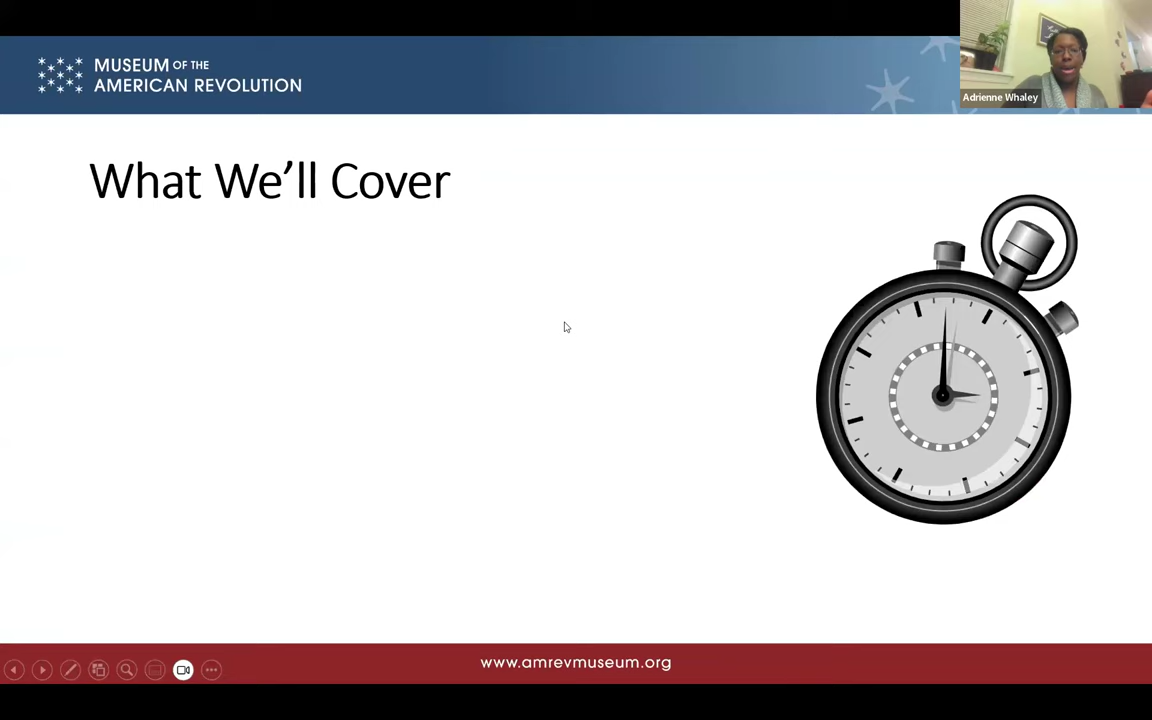 MUSEUM OF THE
AMERICAN REVOLUTION
Adrienne Whaley
What We'll Cover
www.amrevmuseum.org